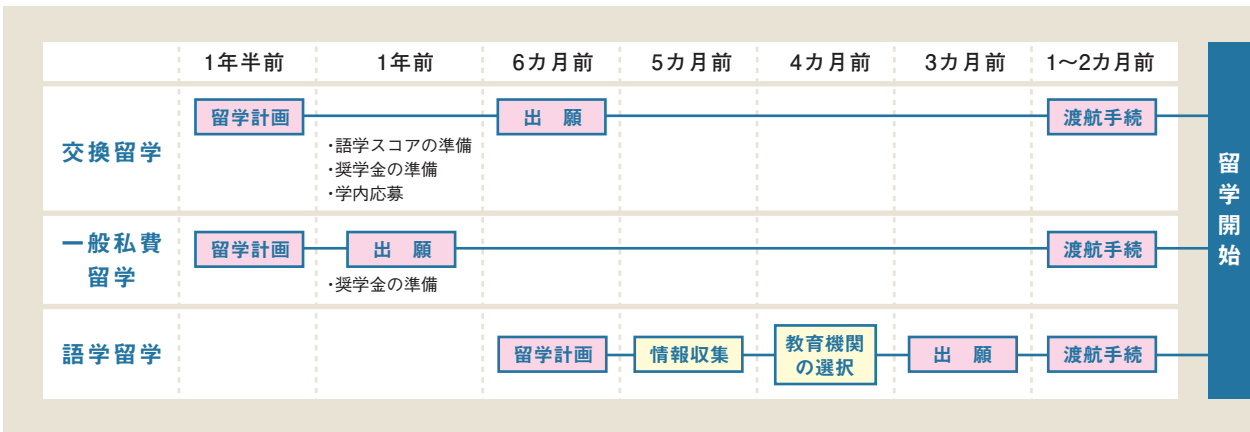 1年半前 1年前 6カ月前 5カ月前 4カ月前 3カ月前 1〜2カ月前
交換留学
留学計画 出　願 渡航手続
・語学スコアの準備
・奨学金の準備
・学内応募
一般私費
留学
留学計画 出　願 渡航手続
・奨学金の準備
語学留学
留学計画 情報収集 教育機関
の選択 出　願 渡航手続
留学開始